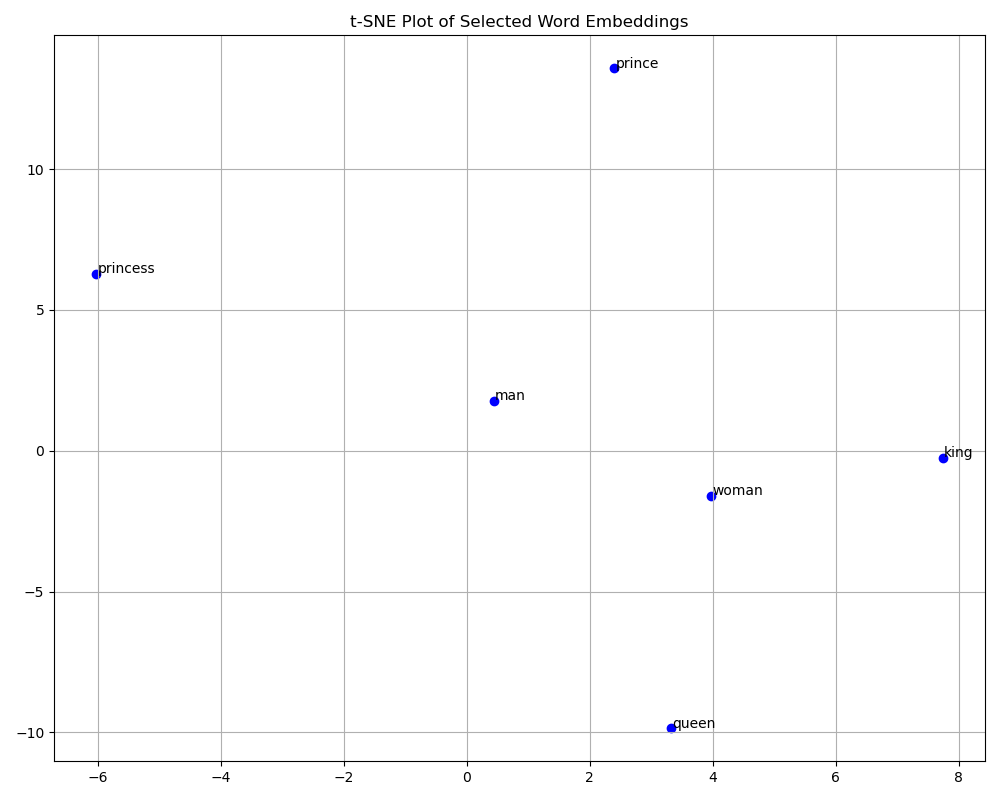 t-SNE Plot of Selected Word Embeddings
prince
10
princess
5
man
0
king
woman
−5
queen
−10
−6 −4 −2 0 2 4 6 8